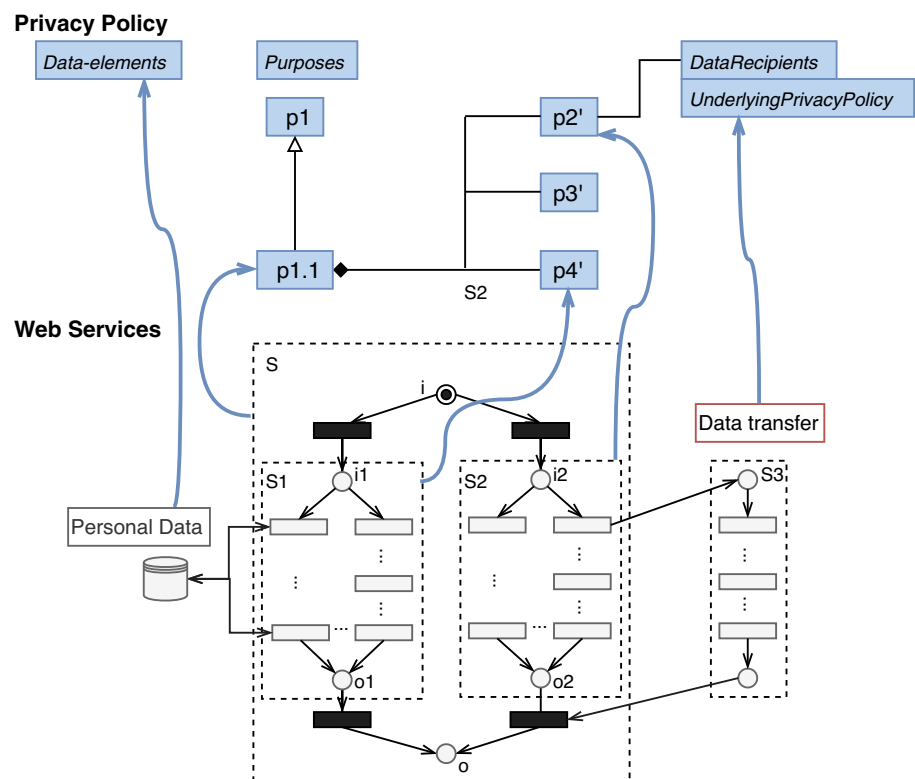 Privacy Policy
Data-elements
Purposes
DataRecipients
UnderlyingPrivacyPolicy
p1
p2'
p3'
p1.1
p4'
S2
Web Services
S
i
Data transfer
S1
i1
S2
i2
S3
Personal Data
...
...
...
...
...
...
...
...
...
...
o1
o2
o